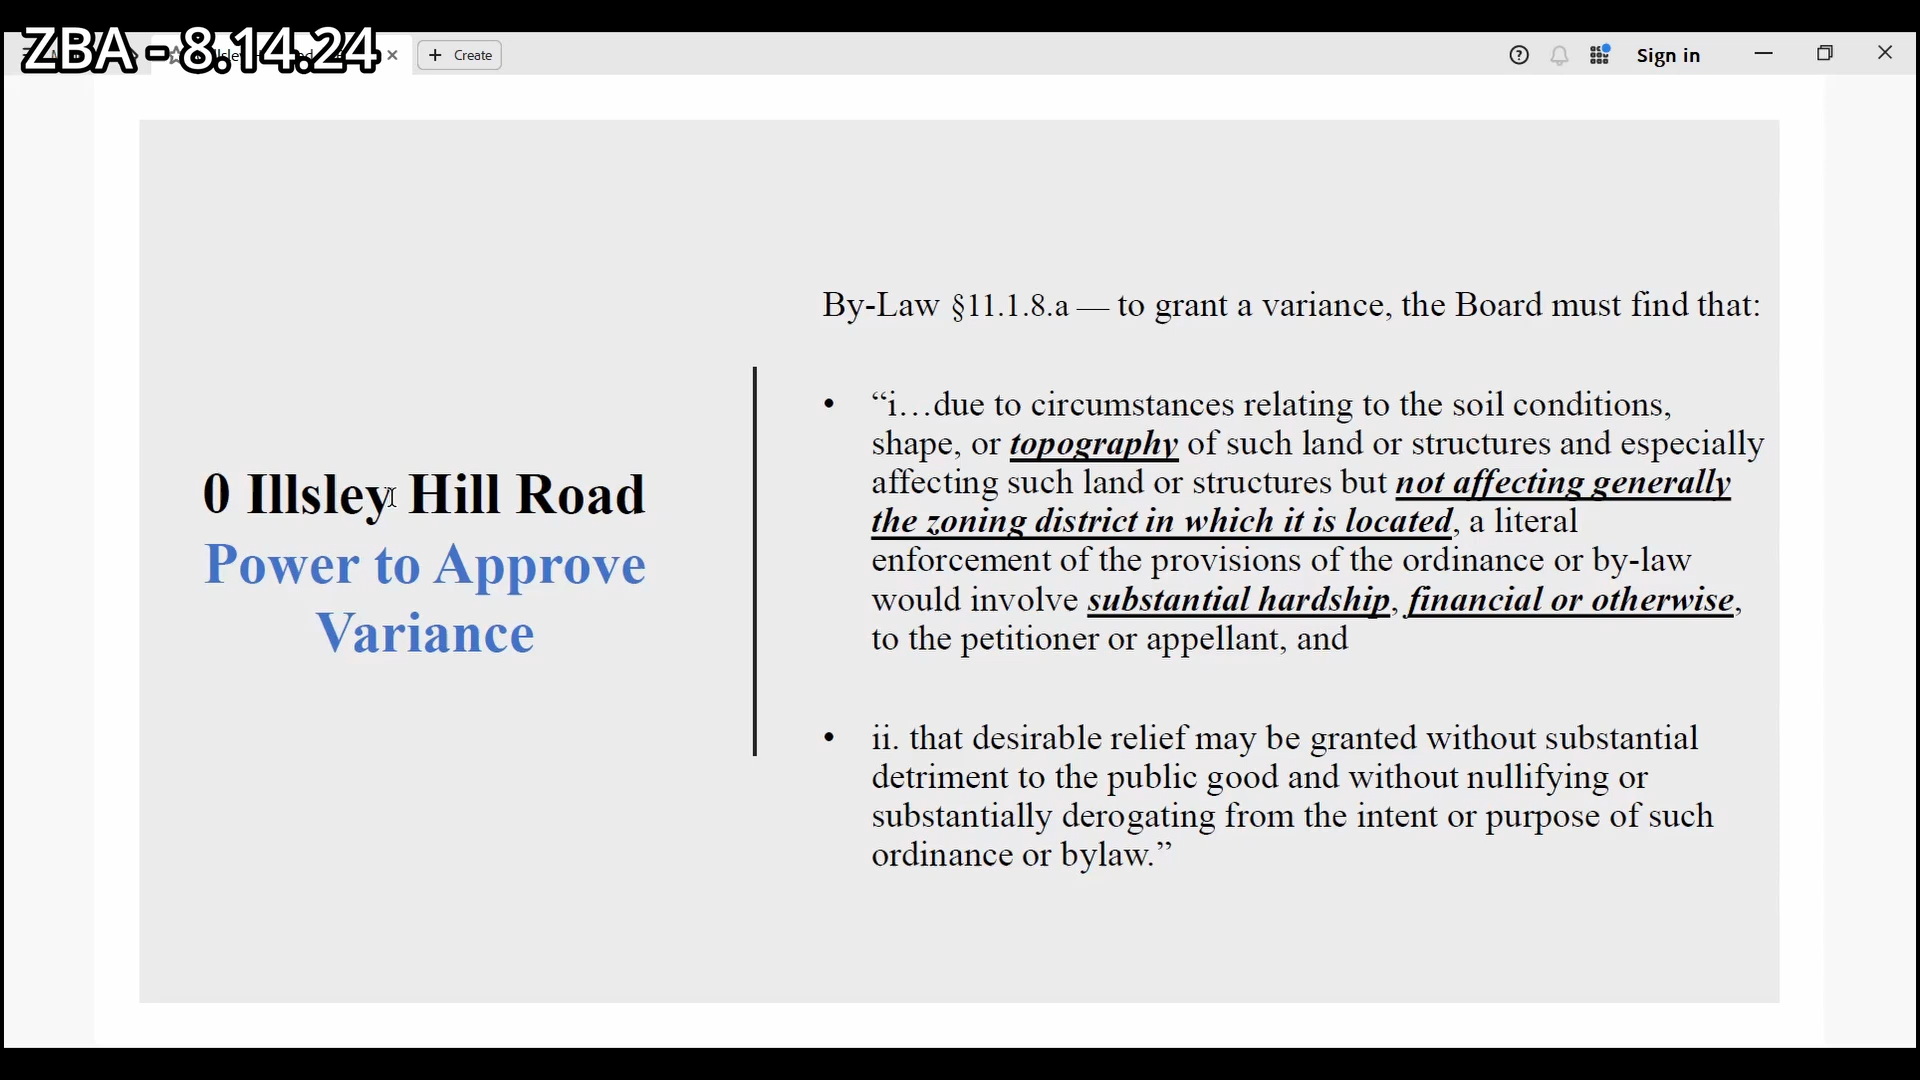 ZBA - 8.14.24
+ Create
Sign in
By-Law §11.1.8.a — to grant a variance, the Board must find that:
• “i…due to circumstances relating to the soil conditions,
shape, or topography of such land or structures and especially
affecting such land or structures but not affecting generally
the zoning district in which it is located, a literal
enforcement of the provisions of the ordinance or by-law
would involve substantial hardship, financial or otherwise,
to the petitioner or appellant, and
• ii. that desirable relief may be granted without substantial
detriment to the public good and without nullifying or
substantially derogating from the intent or purpose of such
ordinance or bylaw.”
0 Illsley Hill Road
Power to Approve
Variance